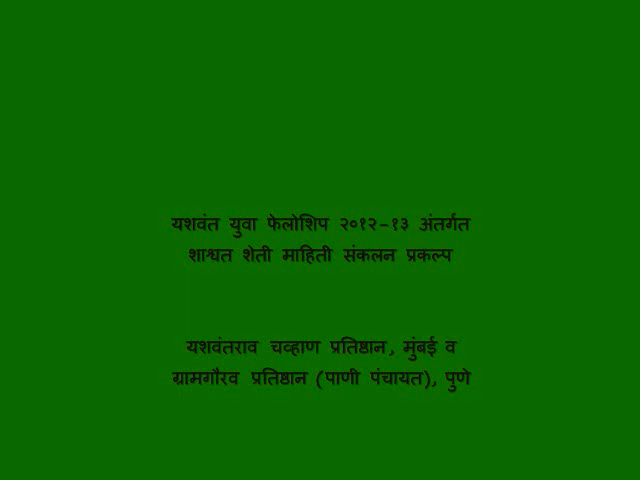 यशवंत युवा फेलोशिप २०१२-१३ अंतर्गत
शाश्वत शेती माहिती संकलन प्रकल्प
यशवंतराव चव्हाण प्रतिष्ठान, मुंबई व
ग्रामगौरव प्रतिष्ठान (पाणी पंचायत), पुणे